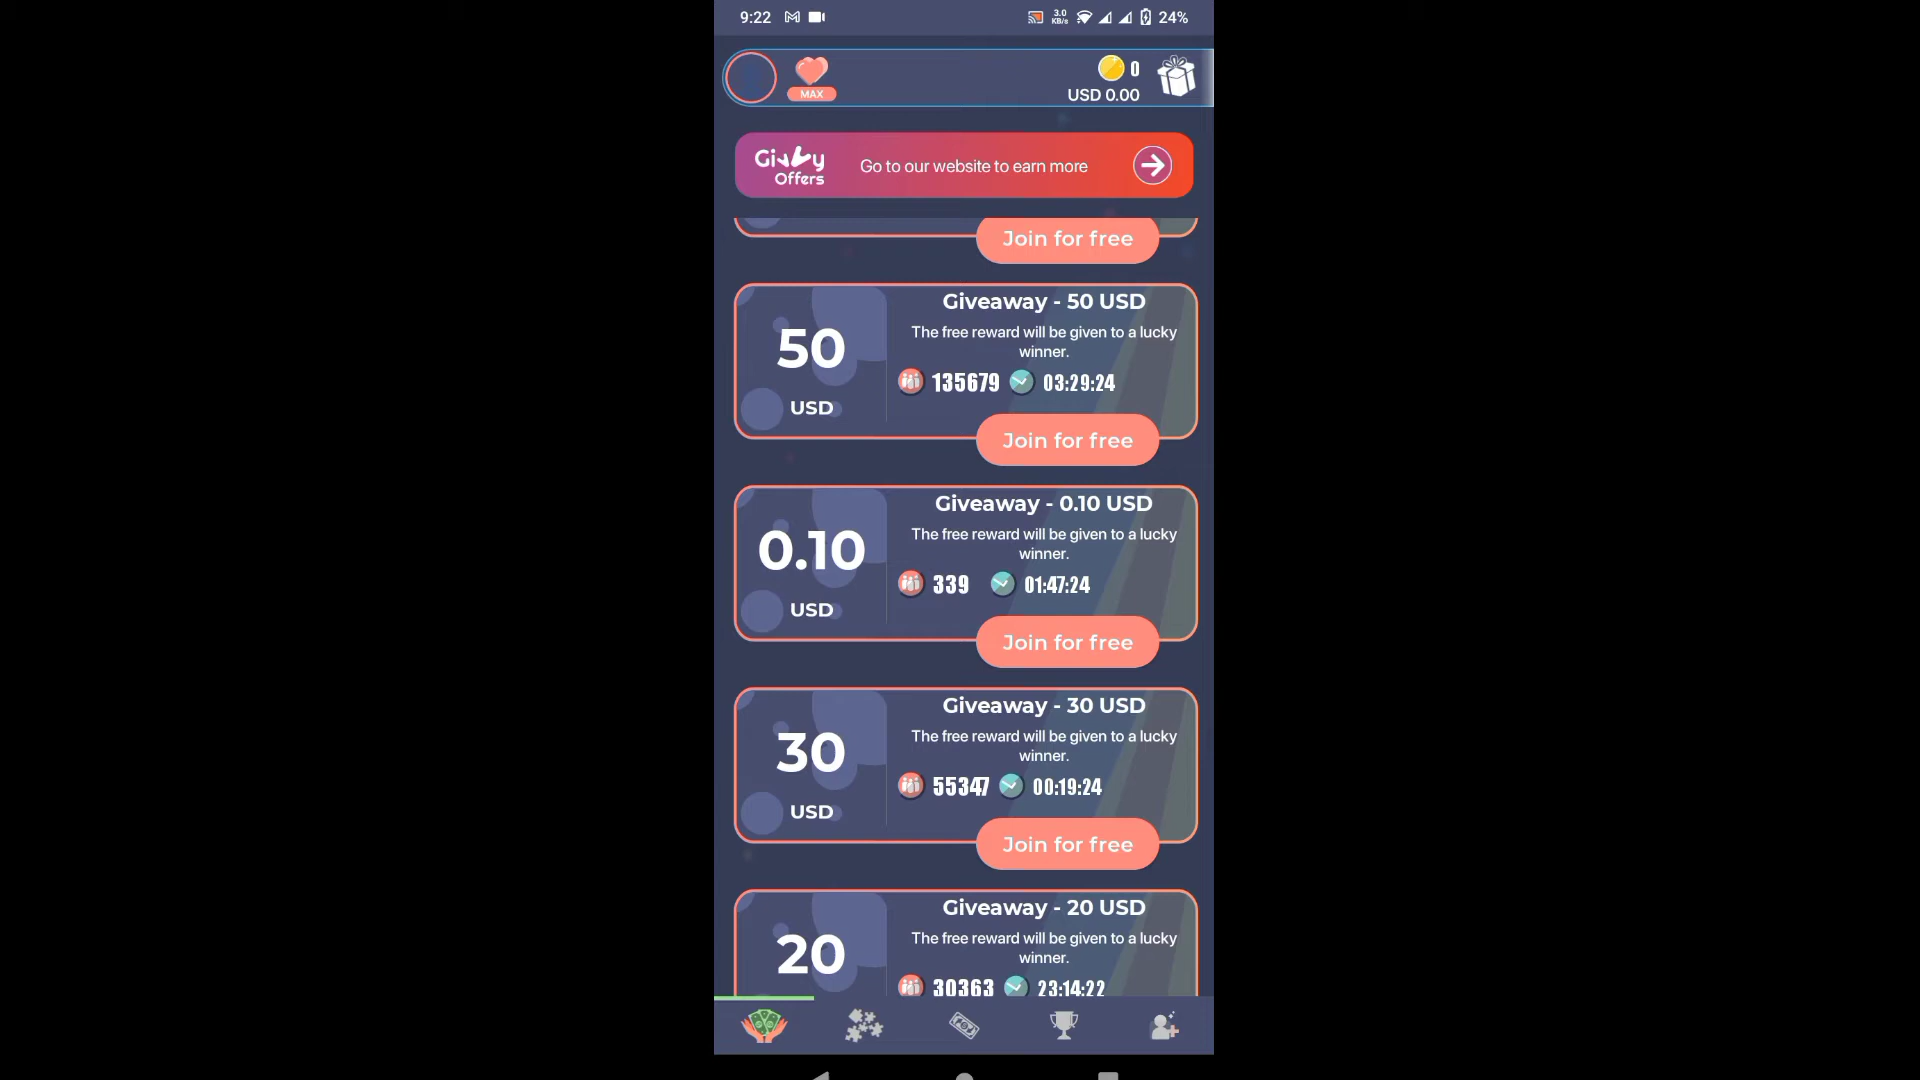 9:22
3.0
KB/s
24%
MAX
0
USD 0.00
Givvy
Offers
Go to our website to earn more
Join for free
Giveaway - 50 USD
50
USD
The free reward will be given to a lucky
winner.
135679
03:29:24
Join for free
Giveaway - 0.10 USD
0.10
USD
The free reward will be given to a lucky
winner.
339
01:47:24
Join for free
Giveaway - 30 USD
30
USD
The free reward will be given to a lucky
winner.
55347
00:19:24
Join for free
Giveaway - 20 USD
20
The free reward will be given to a lucky
winner.
30363
23:14:22